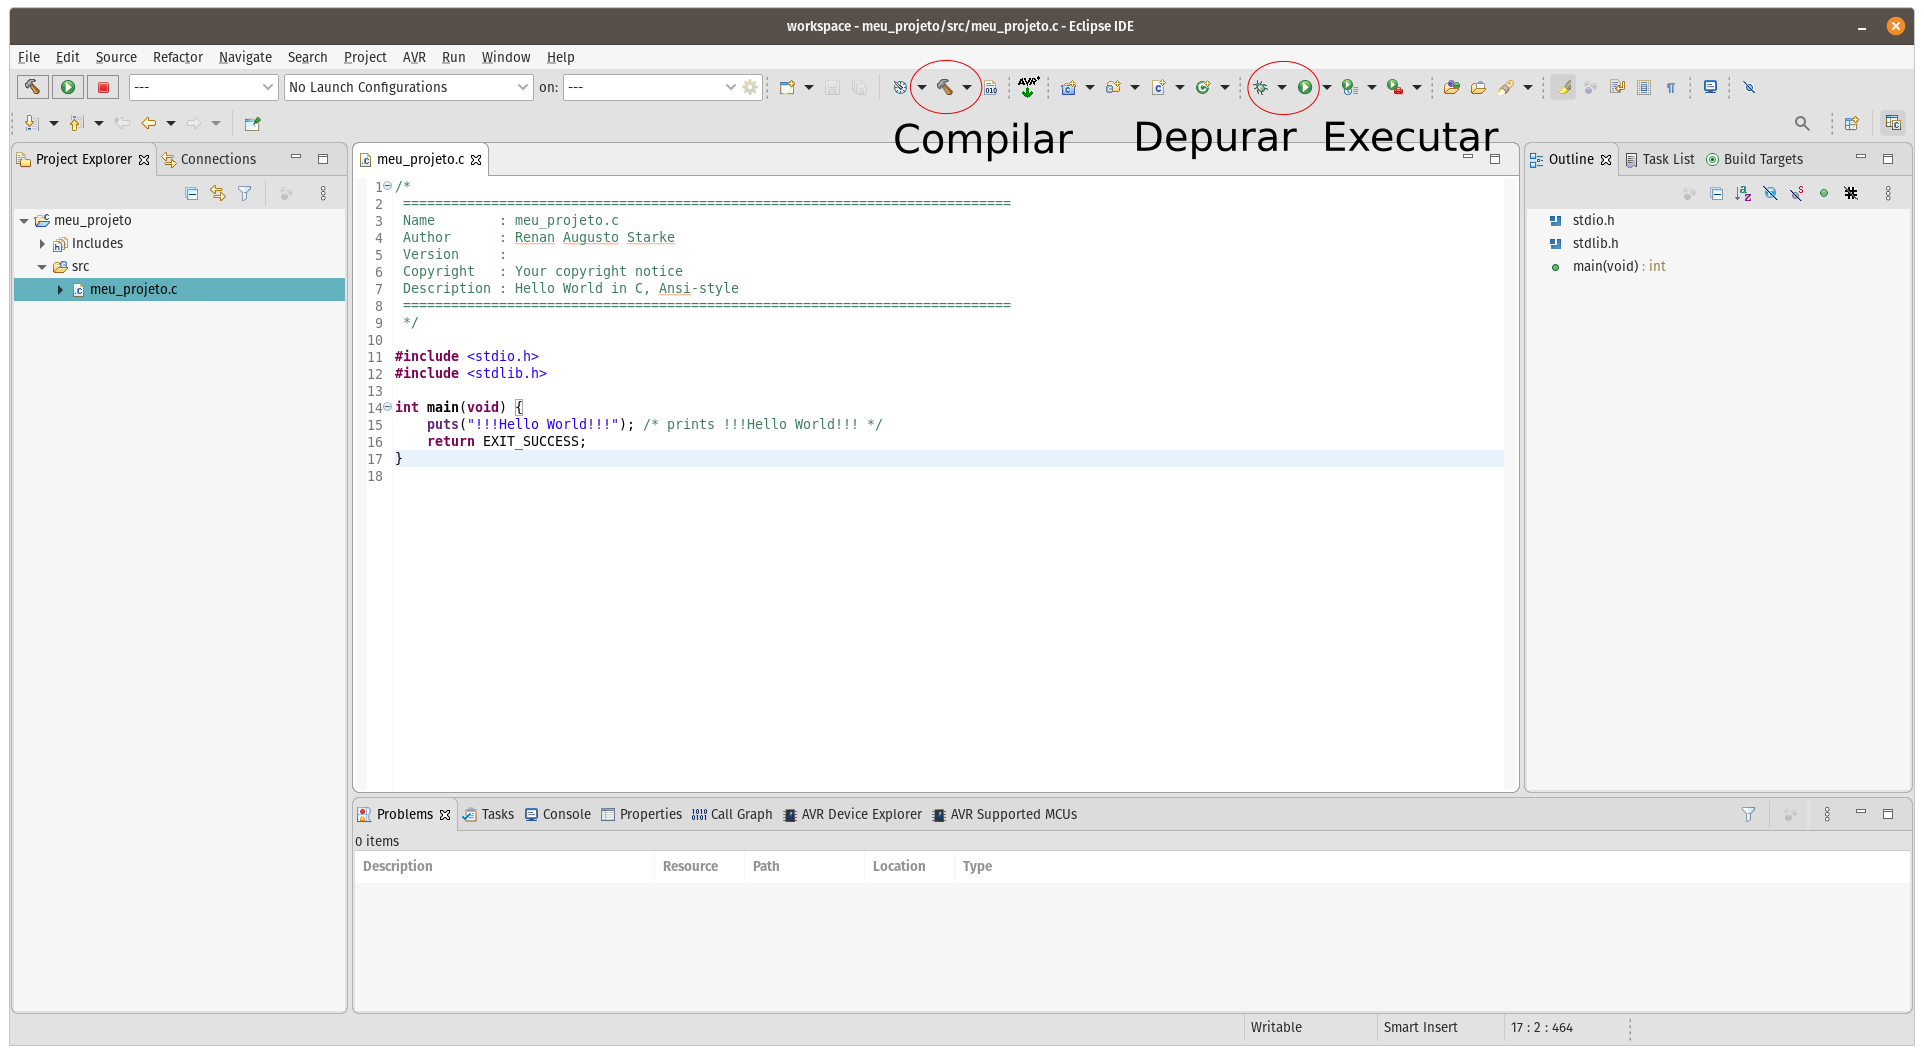 workspace - meu_projeto/src/meu_projeto.c - Eclipse IDE
File Edit Source Refactor Navigate Search Project AVR Run Window Help
--- No Launch Configurations on: --- 010 AVR
Compilar Depurar Executar
Project Explorer Connections
meu_projeto
Includes
src
meu_projeto.c
meu_projeto.c
1 /*
2 ============================================================================
3 Name        : meu_projeto.c
4 Author      : Renan Augusto Starke
5 Version     :
6 Copyright   : Your copyright notice
7 Description : Hello World in C, Ansi-style
8 ============================================================================
9 */
10
11 #include <stdio.h>
12 #include <stdlib.h>
13
14 int main(void) {
15     puts("!!!Hello World!!!"); /* prints !!!Hello World!!! */
16     return EXIT_SUCCESS;
17 }
18
Outline Task List Build Targets
stdio.h
stdlib.h
main(void) : int
Problems Tasks Console Properties Call Graph AVR Device Explorer AVR Supported MCUs
0 items
Description Resource Path Location Type
Writable Smart Insert 17 : 2 : 464